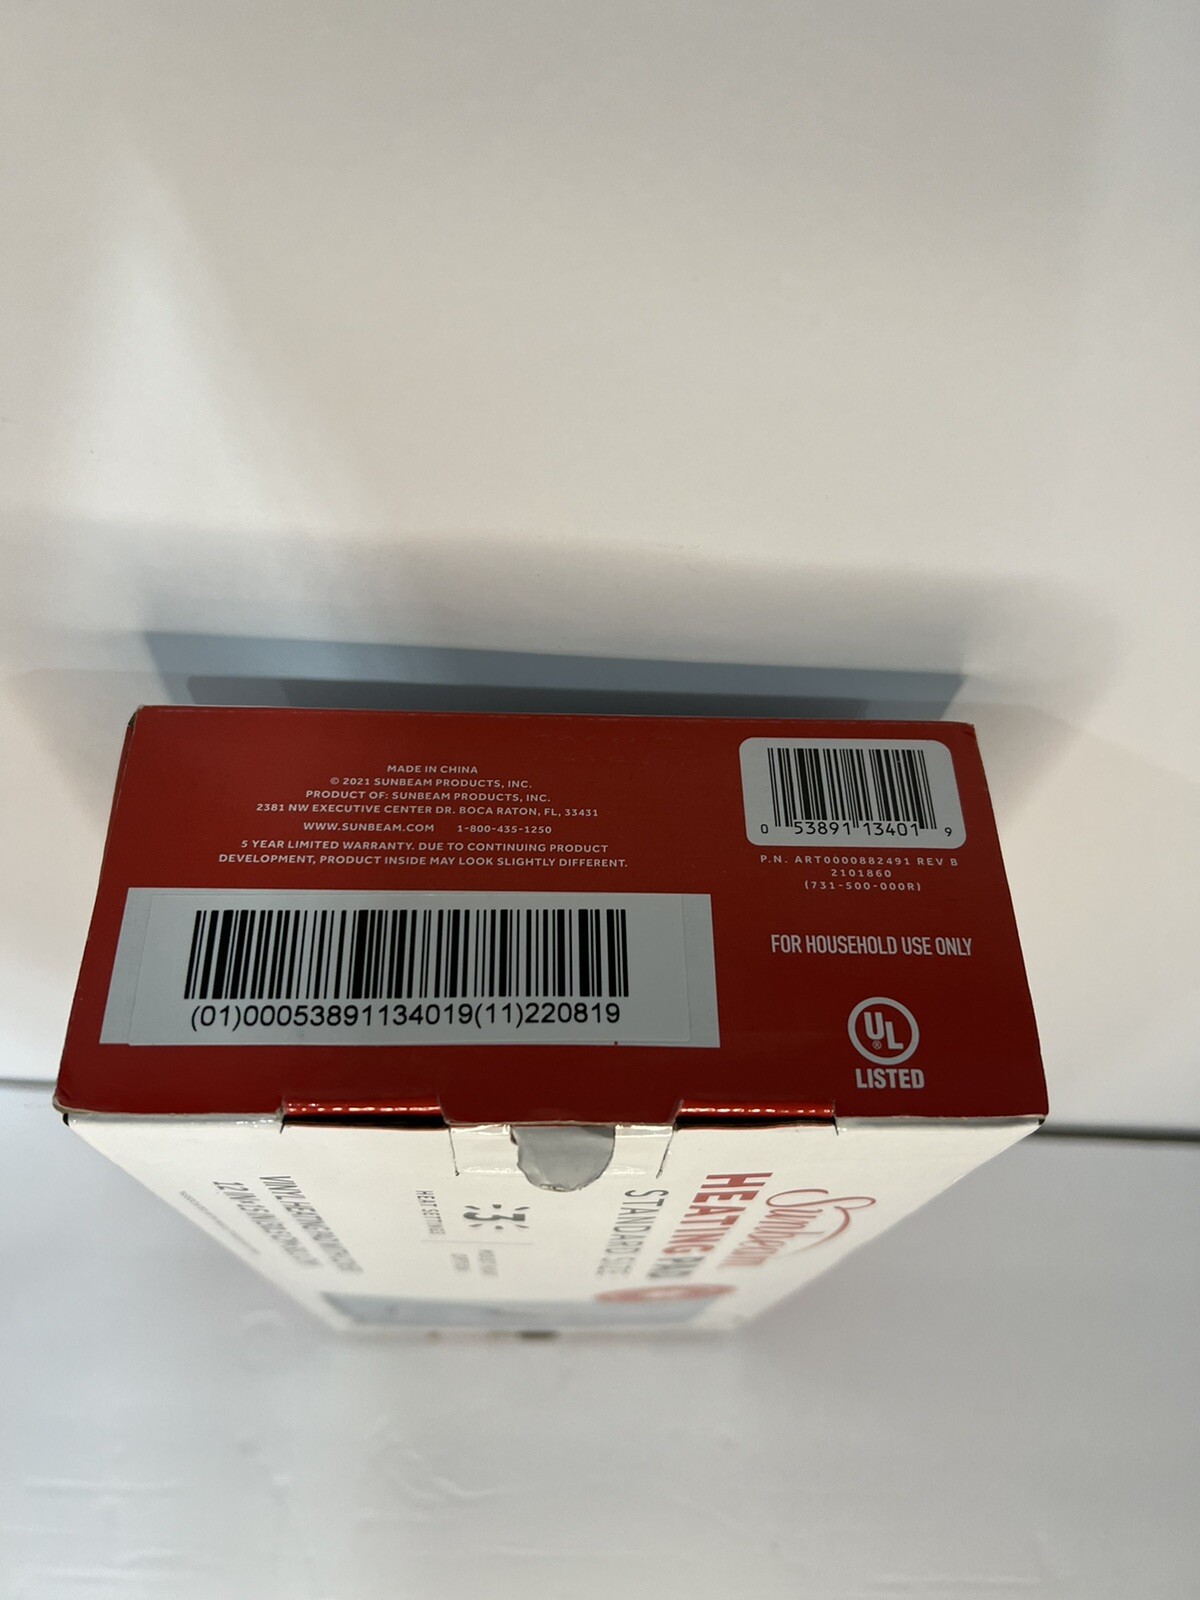 MADE IN CHINA
© 2021 SUNBEAM PRODUCTS, INC.
PRODUCT OF: SUNBEAM PRODUCTS, INC.
2381 NW EXECUTIVE CENTER DR. BOCA RATON, FL, 33431
WWW.SUNBEAM.COM 1-800-435-1250
5 YEAR LIMITED WARRANTY. DUE TO CONTINUING PRODUCT
DEVELOPMENT, PRODUCT INSIDE MAY LOOK SLIGHTLY DIFFERENT.
(01)00053891134019(11)220819
0 53891 13401 9
P.N. ART0000882491 REV B
2101860
(731-500-000R)
FOR HOUSEHOLD USE ONLY
UL
®
LISTED
Sunbeam
HEATING PAD
STANDARD SIZE
3
HEAT SETTINGS